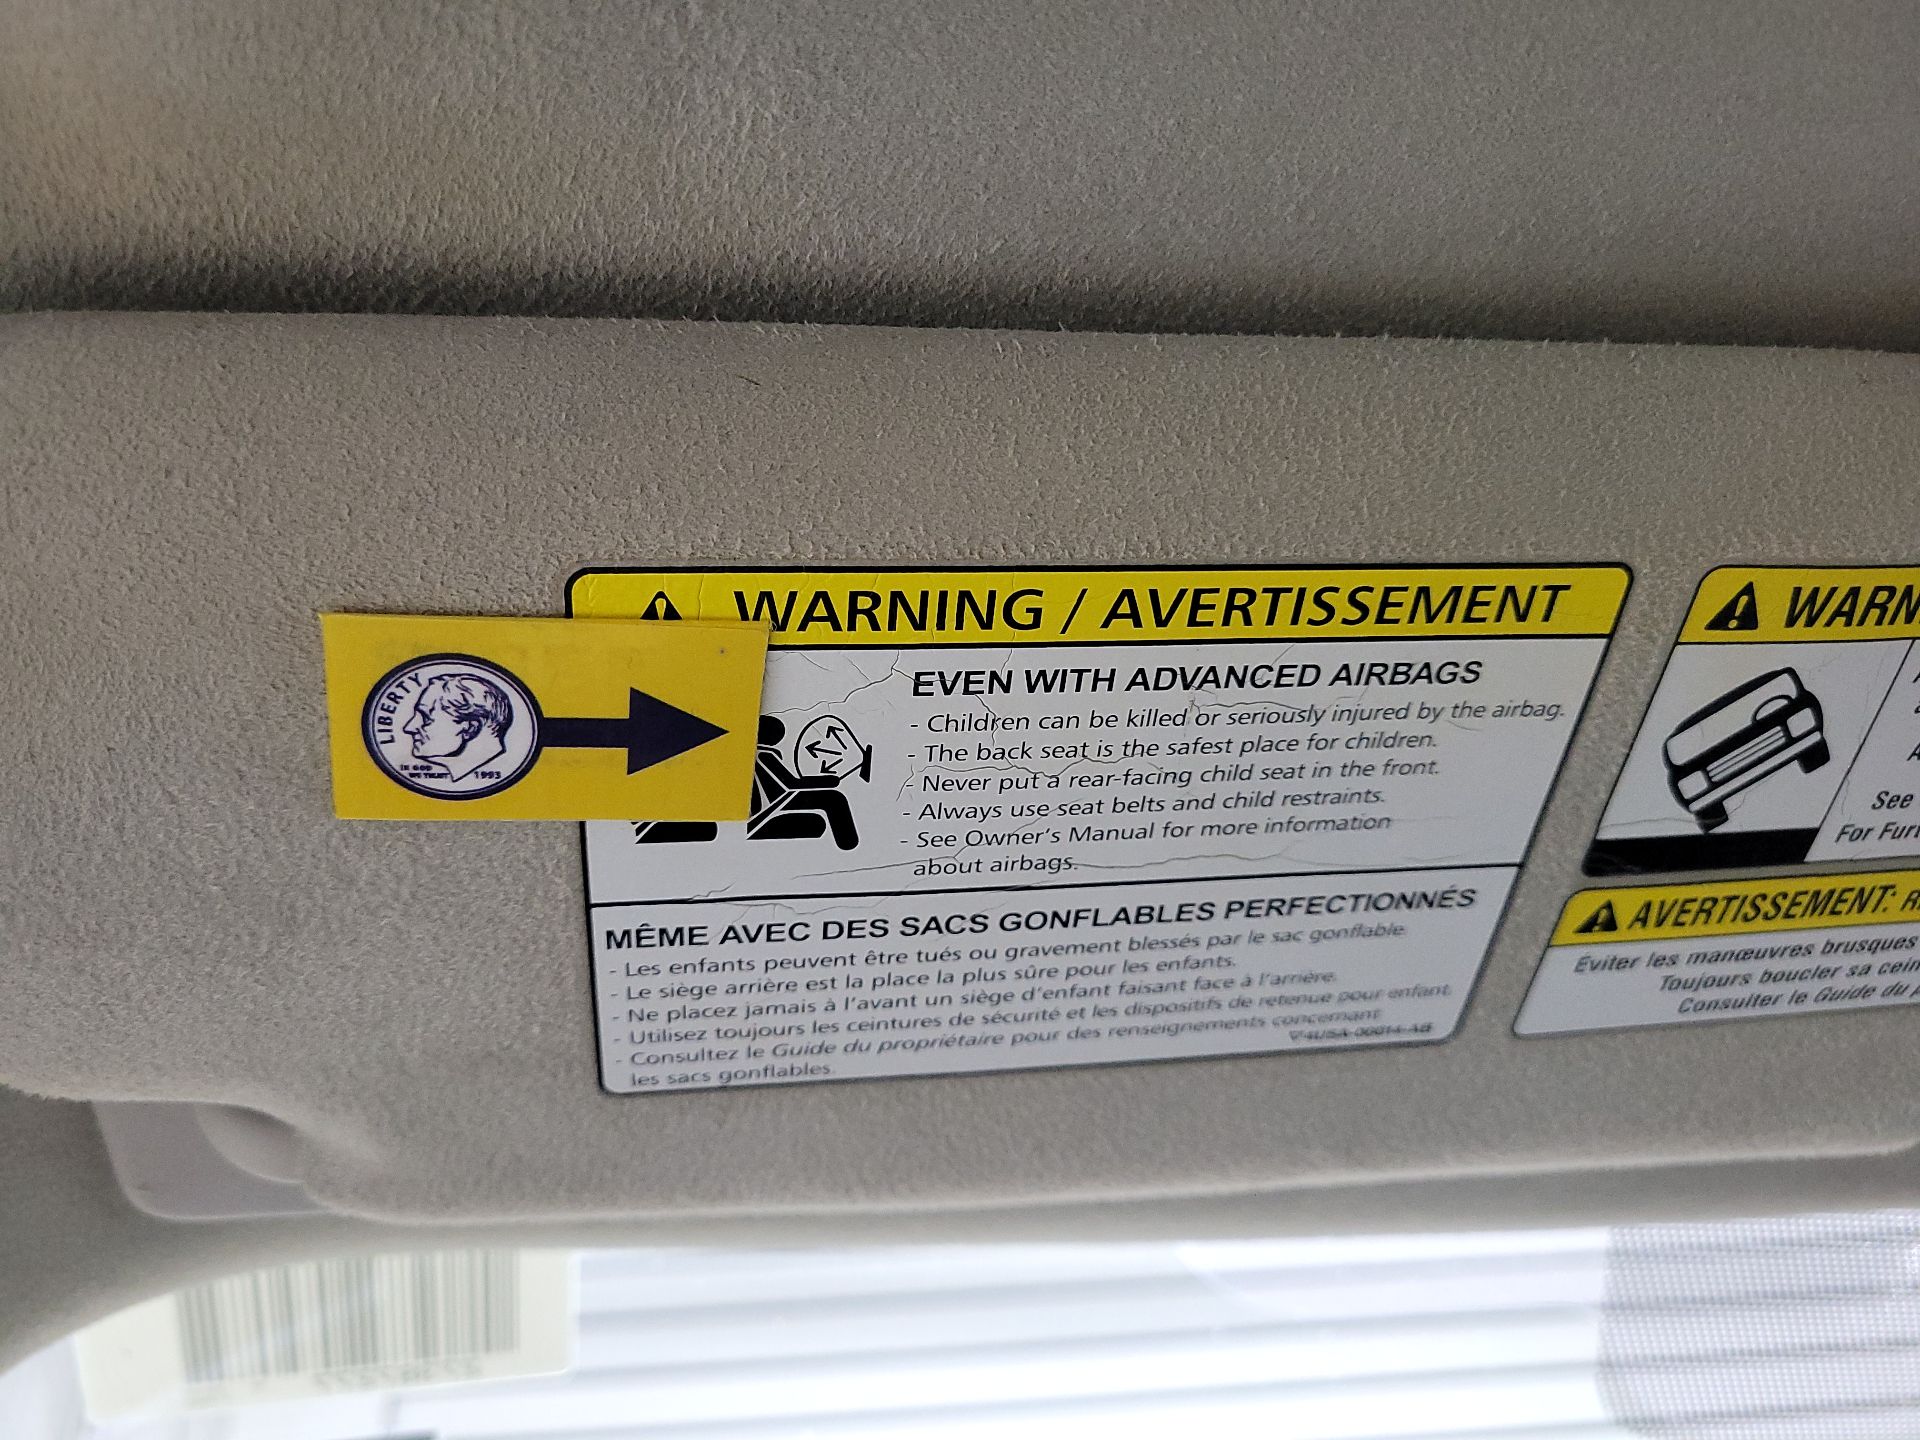 WARNING / AVERTISSEMENT
EVEN WITH ADVANCED AIRBAGS
- Children can be killed or seriously injured by the airbag.
- The back seat is the safest place for children.
- Never put a rear-facing child seat in the front.
- Always use seat belts and child restraints.
- See Owner's Manual for more information
about airbags.
MÊME AVEC DES SACS GONFLABLES PERFECTIONNÉS
- Les enfants peuvent être tués ou gravement blessés par le sac gonflable
- Le siège arrière est la place la plus sûre pour les enfants.
- Ne placez jamais à l'avant un siège d'enfant faisant face à l'arrière.
- Utilisez toujours les ceintures de sécurité et les dispositifs de retenue pour enfant.
- Consultez le Guide du propriétaire pour des renseignements concernant
les sacs gonflables.
LIBERTY
IN GOD
WE TRUST
1993
WARN
See
For Furt
AVERTISSEMENT: R
Eviter les manœuvres brusques
Toujours boucler sa cein
Consulter le Guide du p